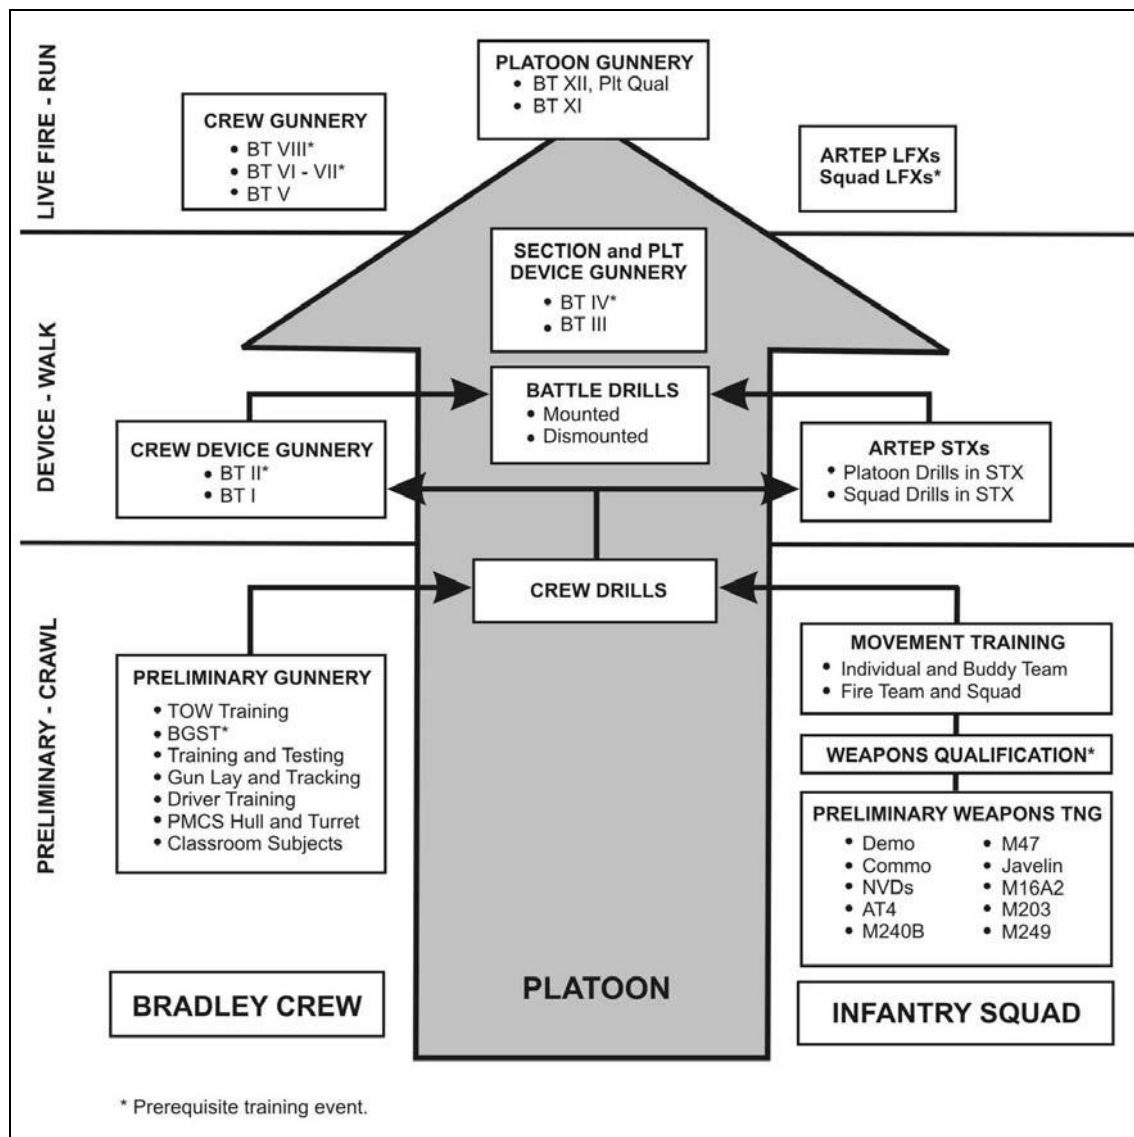 LIVE FIRE - RUN
PLATOON GUNNERY
• BT XII, Plt Qual
• BT XI
CREW GUNNERY
• BT VIII*
• BT VI - VII*
• BT V
ARTEP LFXs
Squad LFXs*
DEVICE - WALK
SECTION and PLT
DEVICE GUNNERY
• BT IV*
• BT III
BATTLE DRILLS
• Mounted
• Dismounted
CREW DEVICE GUNNERY
• BT II*
• BT I
ARTEP STXs
• Platoon Drills in STX
• Squad Drills in STX
PRELIMINARY - CRAWL
CREW DRILLS
PRELIMINARY GUNNERY
• TOW Training
• BGST*
• Training and Testing
• Gun Lay and Tracking
• Driver Training
• PMCS Hull and Turret
• Classroom Subjects
MOVEMENT TRAINING
• Individual and Buddy Team
• Fire Team and Squad
WEAPONS QUALIFICATION*
PRELIMINARY WEAPONS TNG
• Demo
• Commo
• NVDs
• AT4
• M240B
• M47
• Javelin
• M16A2
• M203
• M249
BRADLEY CREW
PLATOON
INFANTRY SQUAD
* Prerequisite training event.